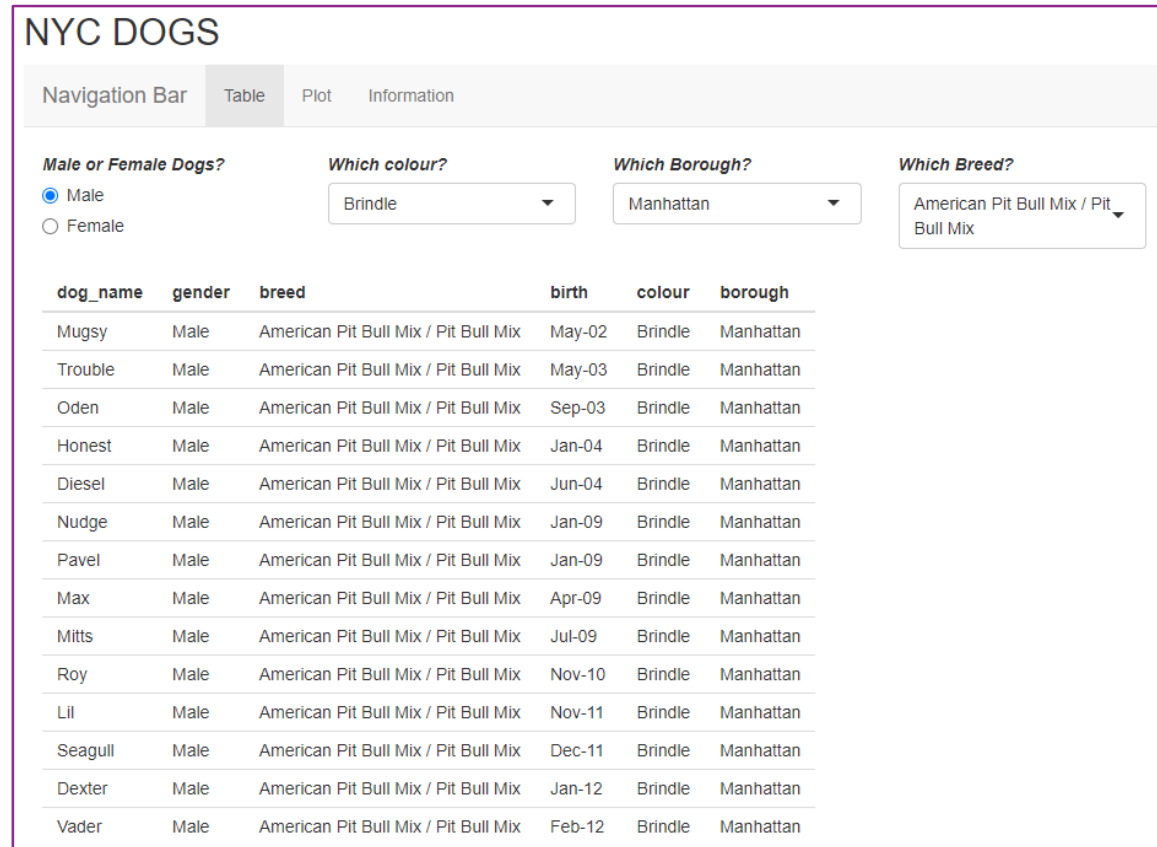 NYC DOGS
Navigation Bar Table Plot Information
Male or Female Dogs? Which colour? Which Borough? Which Breed?
Male Brindle Manhattan American Pit Bull Mix / Pit
Female Bull Mix
dog_name gender breed birth colour borough
Mugsy Male American Pit Bull Mix / Pit Bull Mix May-02 Brindle Manhattan
Trouble Male American Pit Bull Mix / Pit Bull Mix May-03 Brindle Manhattan
Oden Male American Pit Bull Mix / Pit Bull Mix Sep-03 Brindle Manhattan
Honest Male American Pit Bull Mix / Pit Bull Mix Jan-04 Brindle Manhattan
Diesel Male American Pit Bull Mix / Pit Bull Mix Jun-04 Brindle Manhattan
Nudge Male American Pit Bull Mix / Pit Bull Mix Jan-09 Brindle Manhattan
Pavel Male American Pit Bull Mix / Pit Bull Mix Jan-09 Brindle Manhattan
Max Male American Pit Bull Mix / Pit Bull Mix Apr-09 Brindle Manhattan
Mitts Male American Pit Bull Mix / Pit Bull Mix Jul-09 Brindle Manhattan
Roy Male American Pit Bull Mix / Pit Bull Mix Nov-10 Brindle Manhattan
Lil Male American Pit Bull Mix / Pit Bull Mix Nov-11 Brindle Manhattan
Seagull Male American Pit Bull Mix / Pit Bull Mix Dec-11 Brindle Manhattan
Dexter Male American Pit Bull Mix / Pit Bull Mix Jan-12 Brindle Manhattan
Vader Male American Pit Bull Mix / Pit Bull Mix Feb-12 Brindle Manhattan